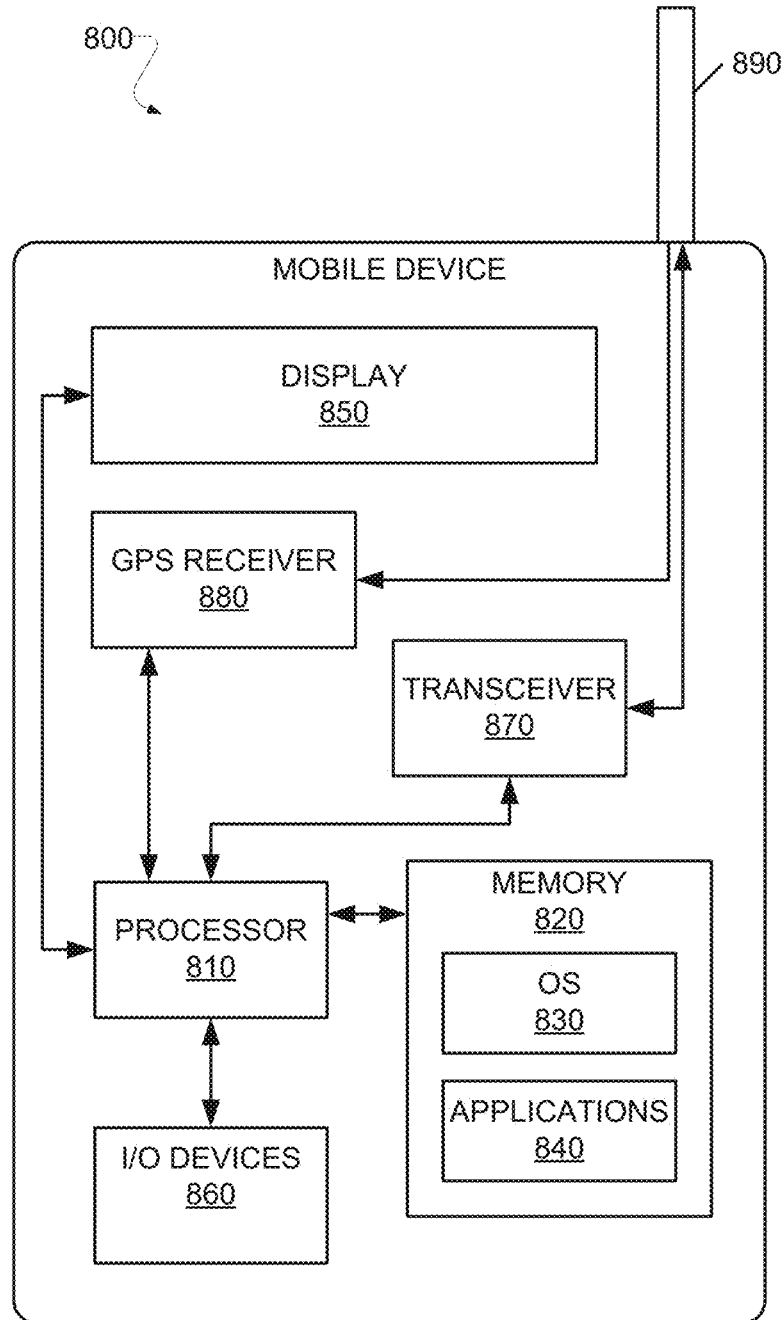 800
890
MOBILE DEVICE
DISPLAY
850
GPS RECEIVER
880
TRANSCEIVER
870
PROCESSOR
810
MEMORY
820
OS
830
APPLICATIONS
840
I/O DEVICES
860